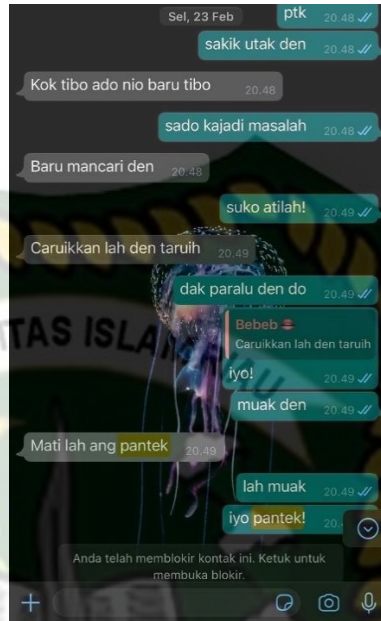 Sel, 23 Feb
ptk 20.48
sakik utak den 20.48
Kok tibo ado nio baru tibo 20.48
sado kajadi masalah 20.48
Baru mancari den 20.48
suko atilah! 20.49
Caruikkan lah den taruih 20.49
dak paralu den do 20.49
Bebeb
Caruikkan lah den taruih
iyo! 20.49
muak den 20.49
TAS ISLA
Mati lah ang pantek 20.49
lah muak 20.49
iyo pantek! 20.
Anda telah memblokir kontak ini. Ketuk untuk
membuka blokir.